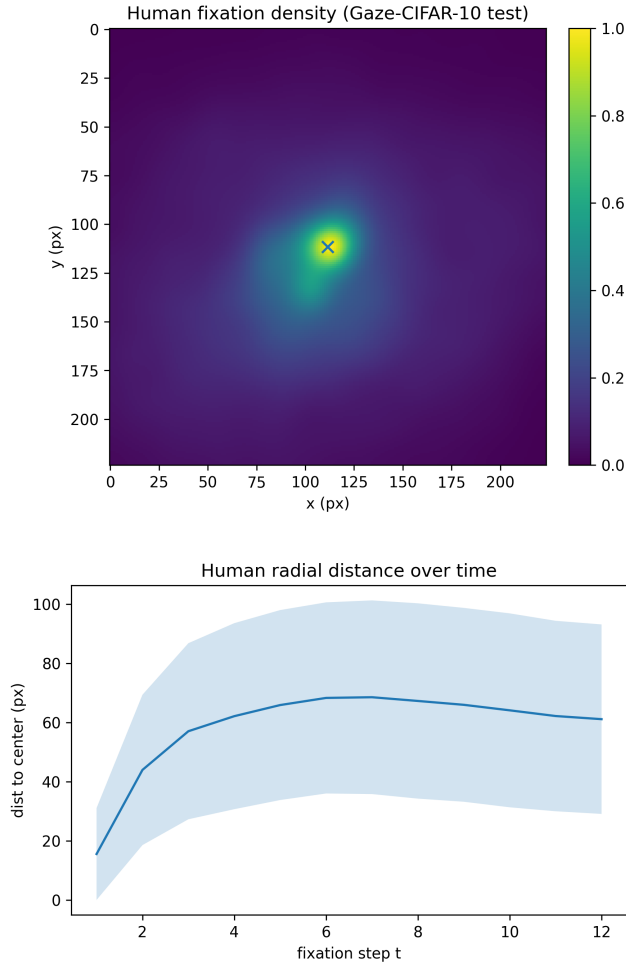 Human fixation density (Gaze-CIFAR-10 test)
0
25
50
75
100
125
150
175
200
y (px)
0 25 50 75 100 125 150 175 200
x (px)
1.0
0.8
0.6
0.4
0.2
0.0
Human radial distance over time
100
80
60
40
20
0
dist to center (px)
2 4 6 8 10 12
fixation step t